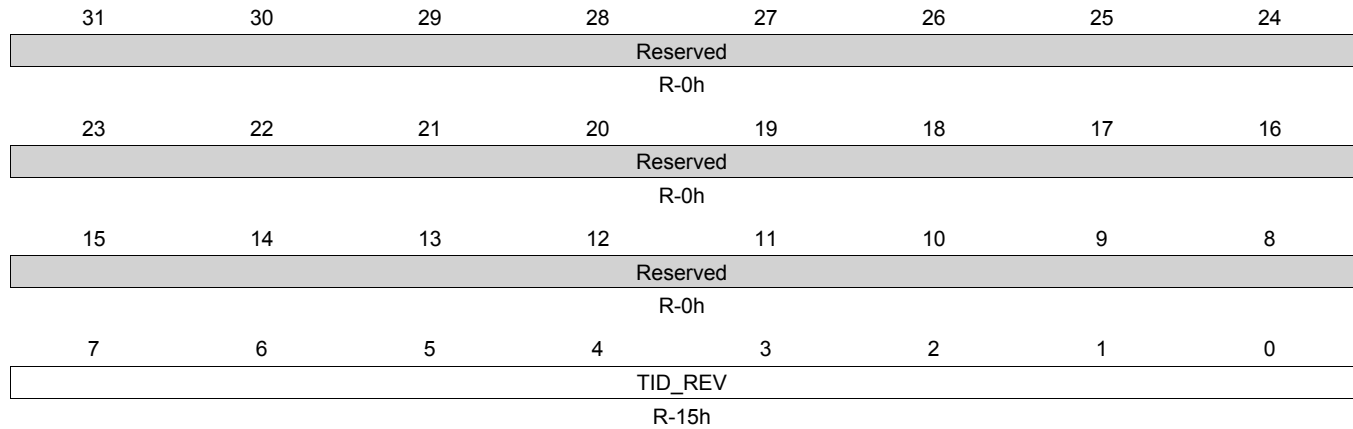 31 30 29 28 27 26 25 24
Reserved
R-0h
23 22 21 20 19 18 17 16
Reserved
R-0h
15 14 13 12 11 10 9 8
Reserved
R-0h
7 6 5 4 3 2 1 0
TID_REV
R-15h